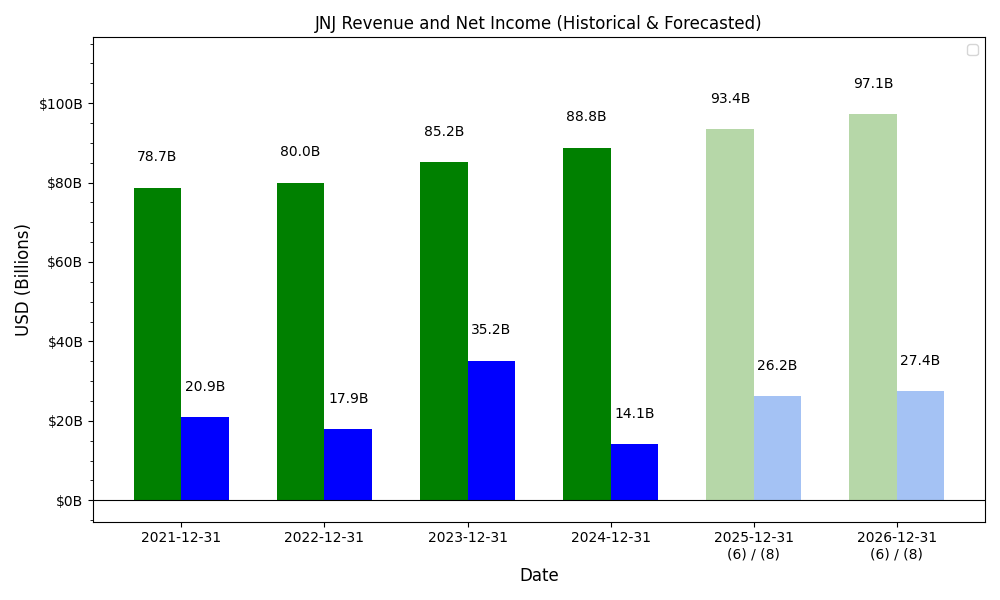 JNJ Revenue and Net Income (Historical & Forecasted)
USD (Billions)
$100B
$80B
$60B
$40B
$20B
$0B
78.7B
20.9B
80.0B
17.9B
85.2B
35.2B
88.8B
14.1B
93.4B
26.2B
97.1B
27.4B
2021-12-31
2022-12-31
2023-12-31
2024-12-31
2025-12-31
(6) / (8)
2026-12-31
(6) / (8)
Date